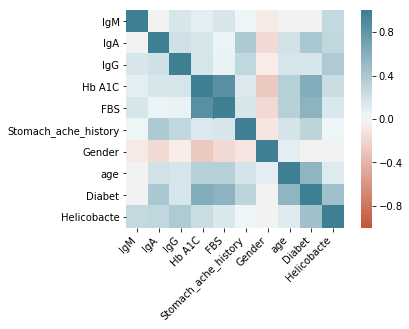 IgM
IgA
IgG
Hb A1C
FBS
Stomach_ache_history
Gender
age
Diabet
Helicobacte
IgM
IgA
IgG
Hb A1C
FBS
Stomach_ache_history
Gender
age
Diabet
Helicobacte
0.8
0.4
0.0
−0.4
−0.8